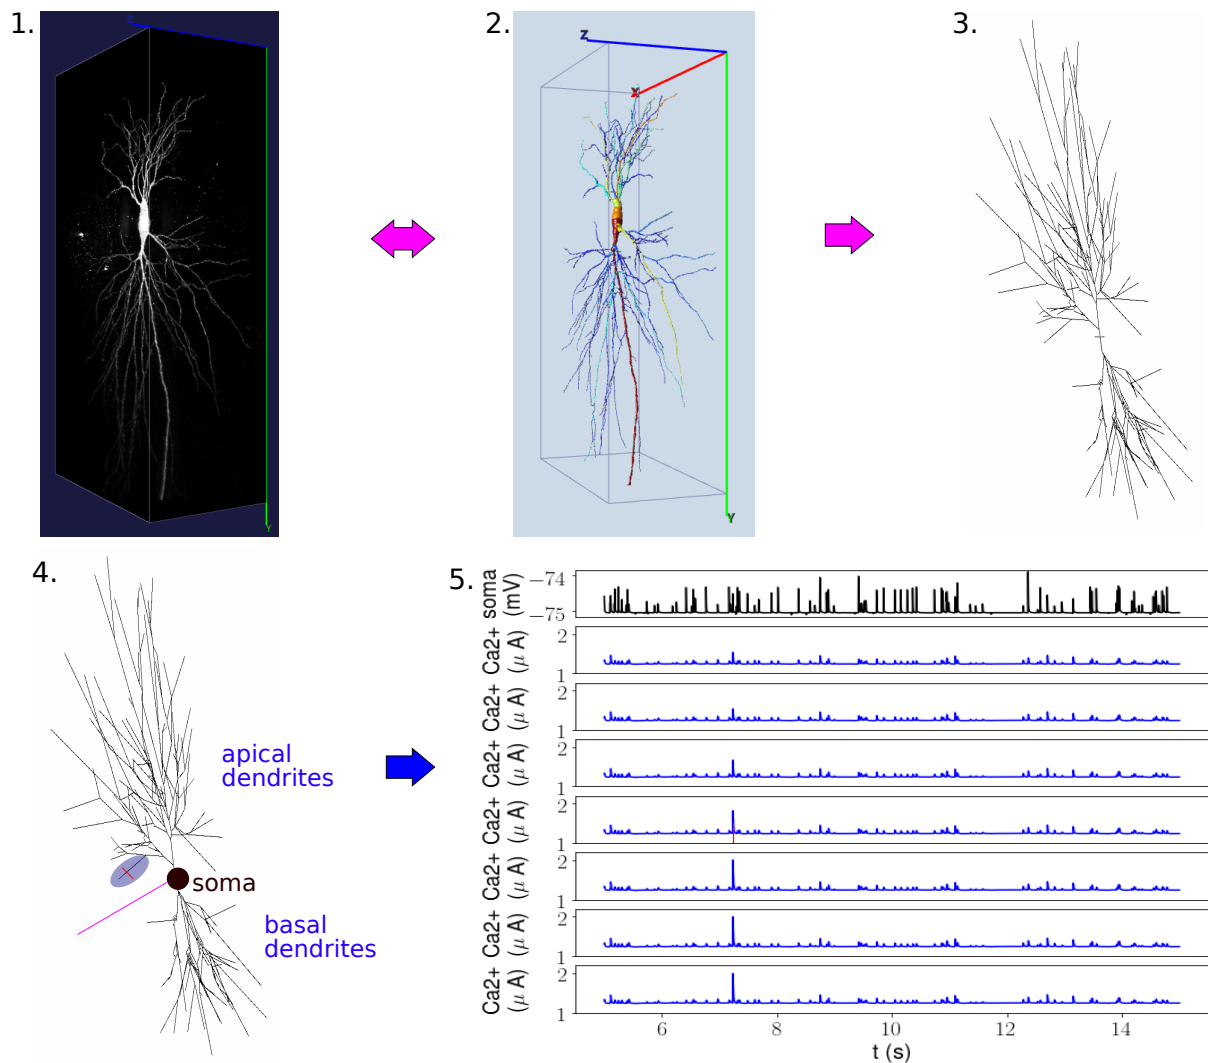 1.
Z
Y
2.
Z
X
Y
3.
4.
apical
dendrites
soma
basal
dendrites
5.
soma
(mV)
−74
−75
Ca2+
(μ A)
2
1
Ca2+
(μ A)
2
1
Ca2+
(μ A)
2
1
Ca2+
(μ A)
2
1
Ca2+
(μ A)
2
1
Ca2+
(μ A)
2
1
Ca2+
(μ A)
2
1
6 8 10 12 14
t (s)